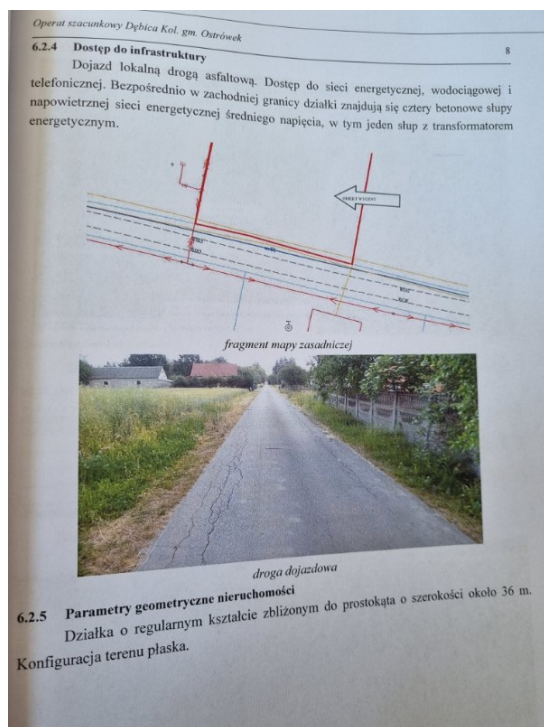 Operat szacunkowy Dębica Kol. gm. Ostrówek
8
6.2.4 Dostęp do infrastruktury
Dojazd lokalną drogą asfaltową. Dostęp do sieci energetycznej, wodociągowej i
telefonicznej. Bezpośrednio w zachodniej granicy działki znajdują się cztery betonowe słupy
napowietrznej sieci energetycznej średniego napięcia, w tym jeden słup z transformatorem
energetycznym.
fragment mapy zasadniczej
droga dojazdowa
6.2.5 Parametry geometryczne nieruchomości
Działka o regularnym kształcie zbliżonym do prostokąta o szerokości około 36 m.
Konfiguracja terenu płaska.